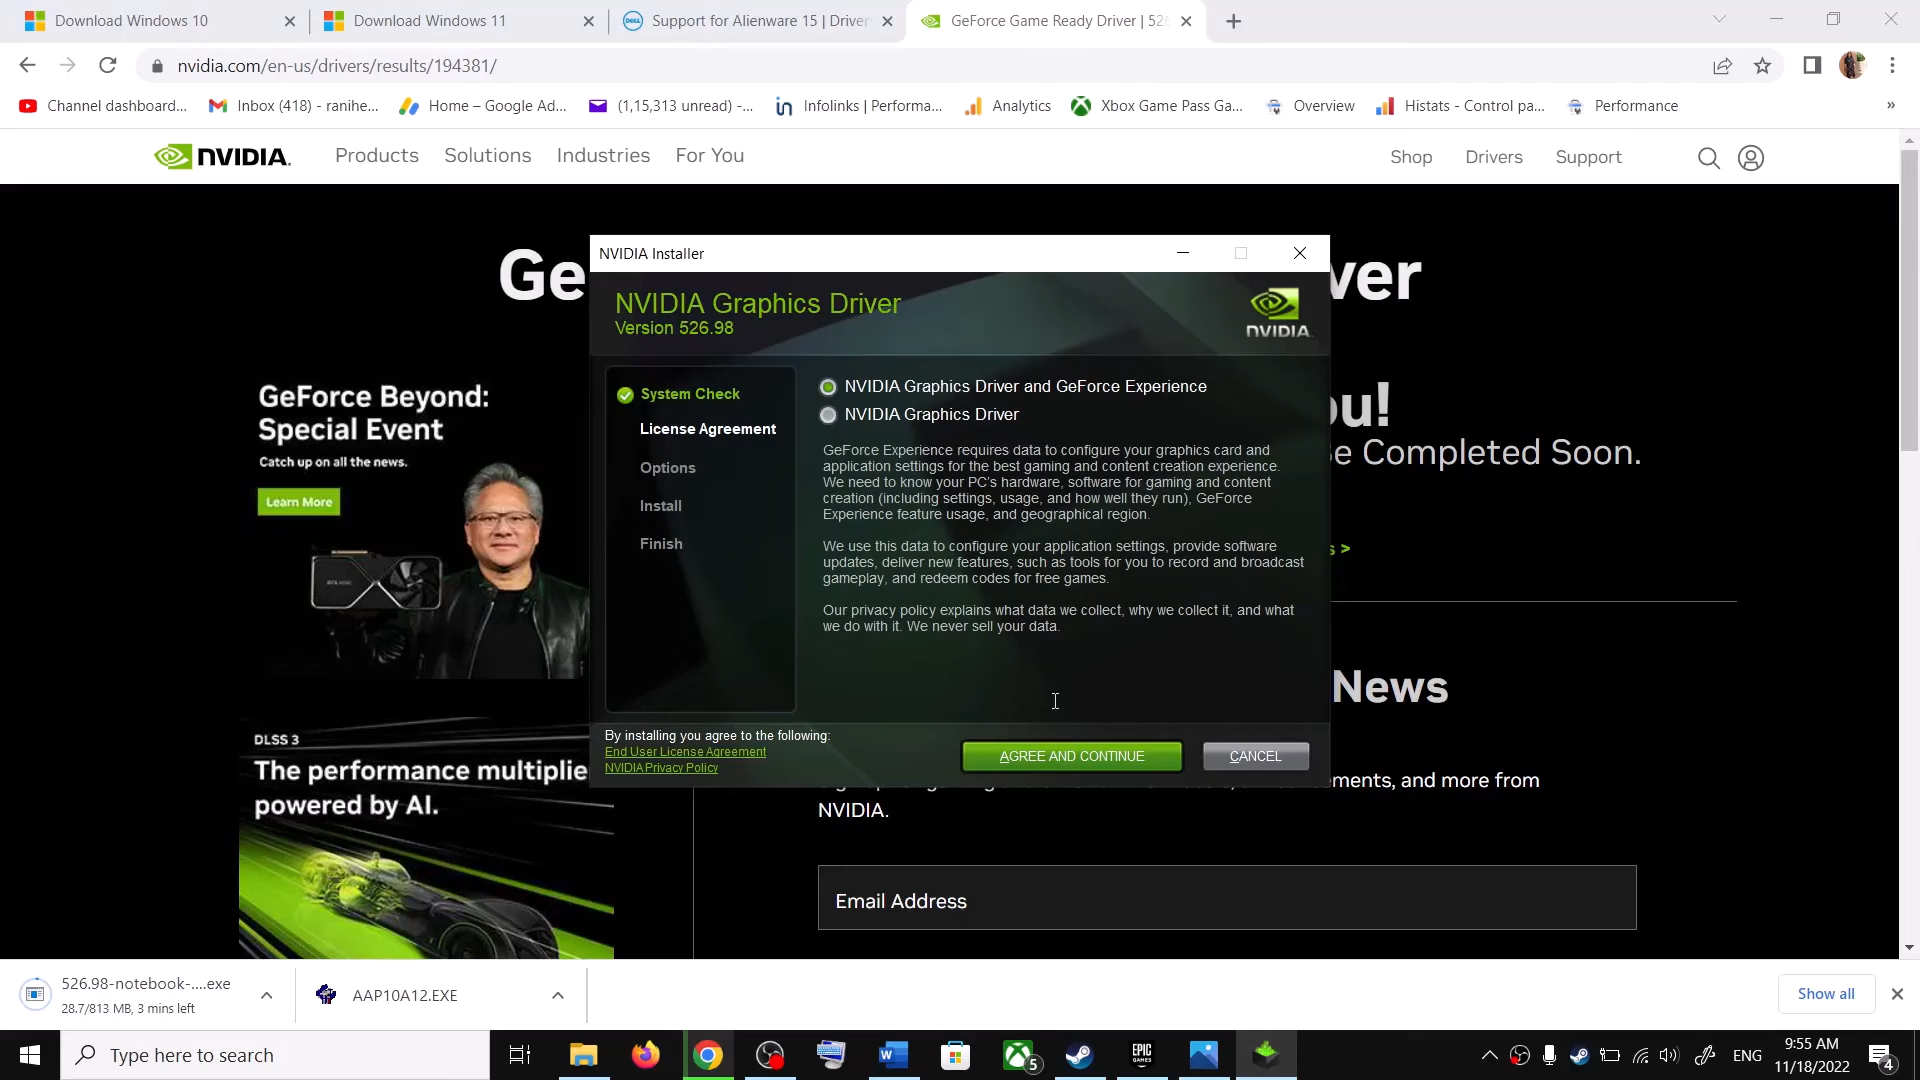 Download Windows 10
Download Windows 11
Support for Alienware 15 | Driver
GeForce Game Ready Driver | 526
nvidia.com/en-us/drivers/results/194381/
Channel dashboard...
Inbox (418) - ranihe...
Home – Google Ad...
(1,15,313 unread) -...
Infolinks | Performa...
Analytics
Xbox Game Pass Ga...
Overview
Histats - Control pa...
Performance
»
NVIDIA.
Products
Solutions
Industries
For You
Shop
Drivers
Support
Ge
ver
NVIDIA Installer
NVIDIA Graphics Driver
Version 526.98
NVIDIA.
System Check
License Agreement
Options
Install
Finish
NVIDIA Graphics Driver and GeForce Experience
NVIDIA Graphics Driver
GeForce Experience requires data to configure your graphics card and
application settings for the best gaming and content creation experience.
We need to know your PC's hardware, software for gaming and content
creation (including settings, usage, and how well they run), GeForce
Experience feature usage, and geographical region.
We use this data to configure your application settings, provide software
updates, deliver new features, such as tools for you to record and broadcast
gameplay, and redeem codes for free games.
Our privacy policy explains what data we collect, why we collect it, and what
we do with it. We never sell your data.
By installing you agree to the following:
End User License Agreement
NVIDIA Privacy Policy
AGREE AND CONTINUE
CANCEL
GeForce Beyond:
Special Event
Catch up on all the news.
Learn More
ou!
e Completed Soon.
s >
News
DLSS 3
The performance multiplie
powered by AI.
ments, and more from
NVIDIA.
Email Address
526.98-notebook-....exe
28.7/813 MB, 3 mins left
AAP10A12.EXE
Show all
Type here to search
5
EPIC
GAMES
ENG
9:55 AM
11/18/2022
4